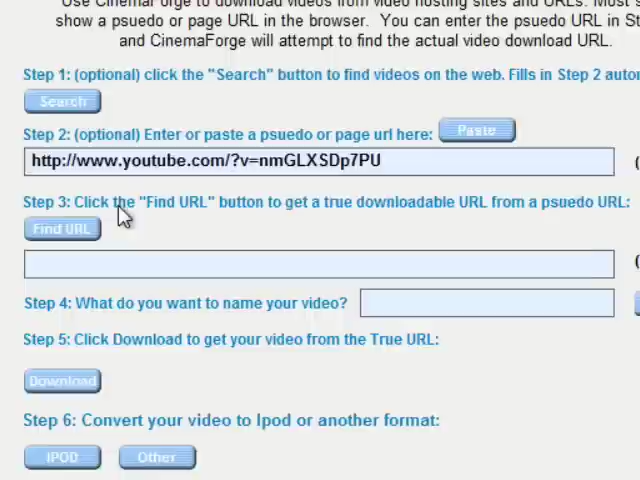 Use CinemaForge to download videos from video hosting sites and URLs. Most s
show a psuedo or page URL in the browser. You can enter the psuedo URL in St
and CinemaForge will attempt to find the actual video download URL.
Step 1: (optional) click the "Search" button to find videos on the web. Fills in Step 2 autor
Search
Step 2: (optional) Enter or paste a psuedo or page url here:
Paste
http://www.youtube.com/?v=nmGLXSDp7PU
(
Step 3: Click the "Find URL" button to get a true downloadable URL from a psuedo URL:
Find URL
(
Step 4: What do you want to name your video?
Step 5: Click Download to get your video from the True URL:
Download
Step 6: Convert your video to Ipod or another format:
IPOD
Other